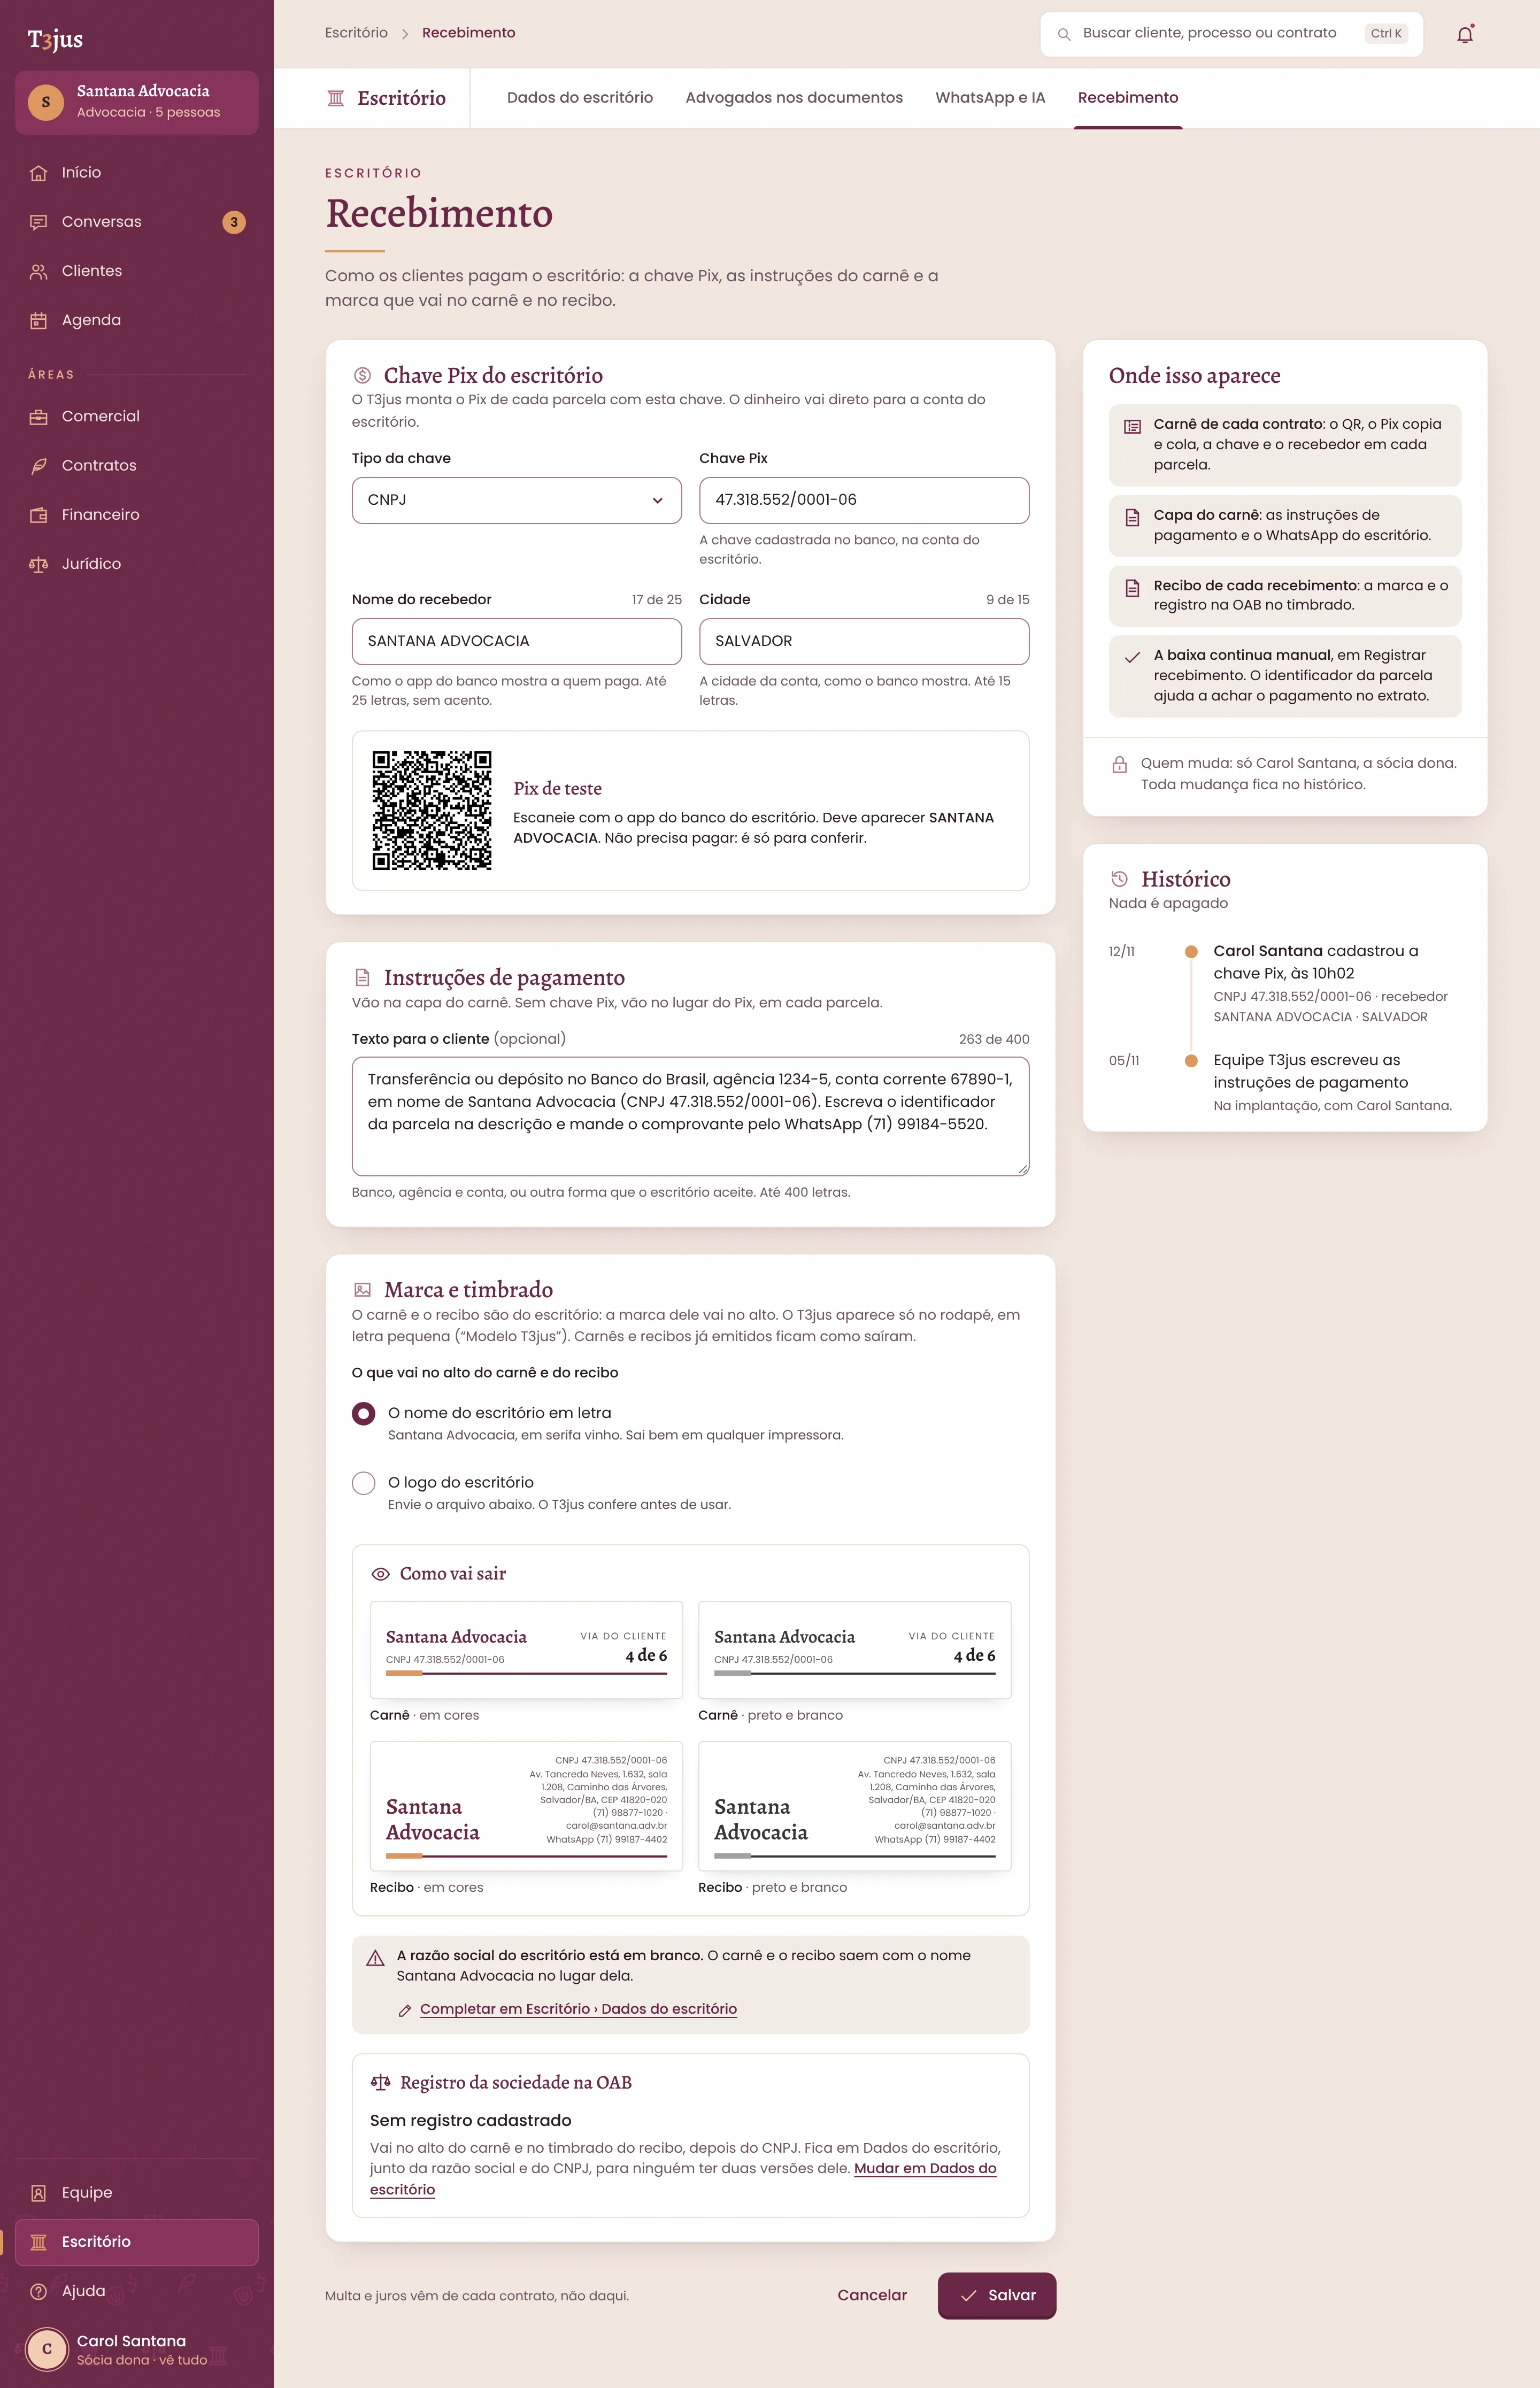 T3jus
S
Santana Advocacia
Advocacia · 5 pessoas
Início
Conversas
3
Clientes
Agenda
ÁREAS
Comercial
Contratos
Financeiro
Jurídico
Equipe
Escritório
Ajuda
C
Carol Santana
Sócia dona · vê tudo
Escritório
Recebimento
Buscar cliente, processo ou contrato
Ctrl K
Escritório
Dados do escritório
Advogados nos documentos
WhatsApp e IA
Recebimento
ESCRITÓRIO
Recebimento
Como os clientes pagam o escritório: a chave Pix, as instruções do carnê e a
marca que vai no carnê e no recibo.
Chave Pix do escritório
O T3jus monta o Pix de cada parcela com esta chave. O dinheiro vai direto para a conta do
escritório.
Tipo da chave
CNPJ
Chave Pix
47.318.552/0001-06
A chave cadastrada no banco, na conta do
escritório.
Nome do recebedor
17 de 25
SANTANA ADVOCACIA
Como o app do banco mostra a quem paga. Até
25 letras, sem acento.
Cidade
9 de 15
SALVADOR
A cidade da conta, como o banco mostra. Até 15
letras.
Pix de teste
Escaneie com o app do banco do escritório. Deve aparecer SANTANA
ADVOCACIA. Não precisa pagar: é só para conferir.
Instruções de pagamento
Vão na capa do carnê. Sem chave Pix, vão no lugar do Pix, em cada parcela.
Texto para o cliente (opcional)
263 de 400
Transferência ou depósito no Banco do Brasil, agência 1234-5, conta corrente 67890-1,
em nome de Santana Advocacia (CNPJ 47.318.552/0001-06). Escreva o identificador
da parcela na descrição e mande o comprovante pelo WhatsApp (71) 99184-5520.
Banco, agência e conta, ou outra forma que o escritório aceite. Até 400 letras.
Marca e timbrado
O carnê e o recibo são do escritório: a marca dele vai no alto. O T3jus aparece só no rodapé, em
letra pequena (“Modelo T3jus”). Carnês e recibos já emitidos ficam como saíram.
O que vai no alto do carnê e do recibo
O nome do escritório em letra
Santana Advocacia, em serifa vinho. Sai bem em qualquer impressora.
O logo do escritório
Envie o arquivo abaixo. O T3jus confere antes de usar.
Como vai sair
Santana Advocacia
CNPJ 47.318.552/0001-06
VIA DO CLIENTE
4 de 6
Carnê · em cores
Santana Advocacia
CNPJ 47.318.552/0001-06
VIA DO CLIENTE
4 de 6
Carnê · preto e branco
Santana
Advocacia
CNPJ 47.318.552/0001-06
Av. Tancredo Neves, 1.632, sala
1.208, Caminho das Árvores,
Salvador/BA, CEP 41820-020
(71) 98877-1020 ·
carol@santana.adv.br
WhatsApp (71) 99187-4402
Recibo · em cores
Santana
Advocacia
CNPJ 47.318.552/0001-06
Av. Tancredo Neves, 1.632, sala
1.208, Caminho das Árvores,
Salvador/BA, CEP 41820-020
(71) 98877-1020 ·
carol@santana.adv.br
WhatsApp (71) 99187-4402
Recibo · preto e branco
A razão social do escritório está em branco. O carnê e o recibo saem com o nome
Santana Advocacia no lugar dela.
Completar em Escritório › Dados do escritório
Registro da sociedade na OAB
Sem registro cadastrado
Vai no alto do carnê e no timbrado do recibo, depois do CNPJ. Fica em Dados do escritório,
junto da razão social e do CNPJ, para ninguém ter duas versões dele. Mudar em Dados do
escritório
Multa e juros vêm de cada contrato, não daqui.
Cancelar
Salvar
Onde isso aparece
Carnê de cada contrato: o QR, o Pix copia
e cola, a chave e o recebedor em cada
parcela.
Capa do carnê: as instruções de
pagamento e o WhatsApp do escritório.
Recibo de cada recebimento: a marca e o
registro na OAB no timbrado.
A baixa continua manual, em Registrar
recebimento. O identificador da parcela
ajuda a achar o pagamento no extrato.
Quem muda: só Carol Santana, a sócia dona.
Toda mudança fica no histórico.
Histórico
Nada é apagado
12/11
Carol Santana cadastrou a
chave Pix, às 10h02
CNPJ 47.318.552/0001-06 · recebedor
SANTANA ADVOCACIA · SALVADOR
05/11
Equipe T3jus escreveu as
instruções de pagamento
Na implantação, com Carol Santana.